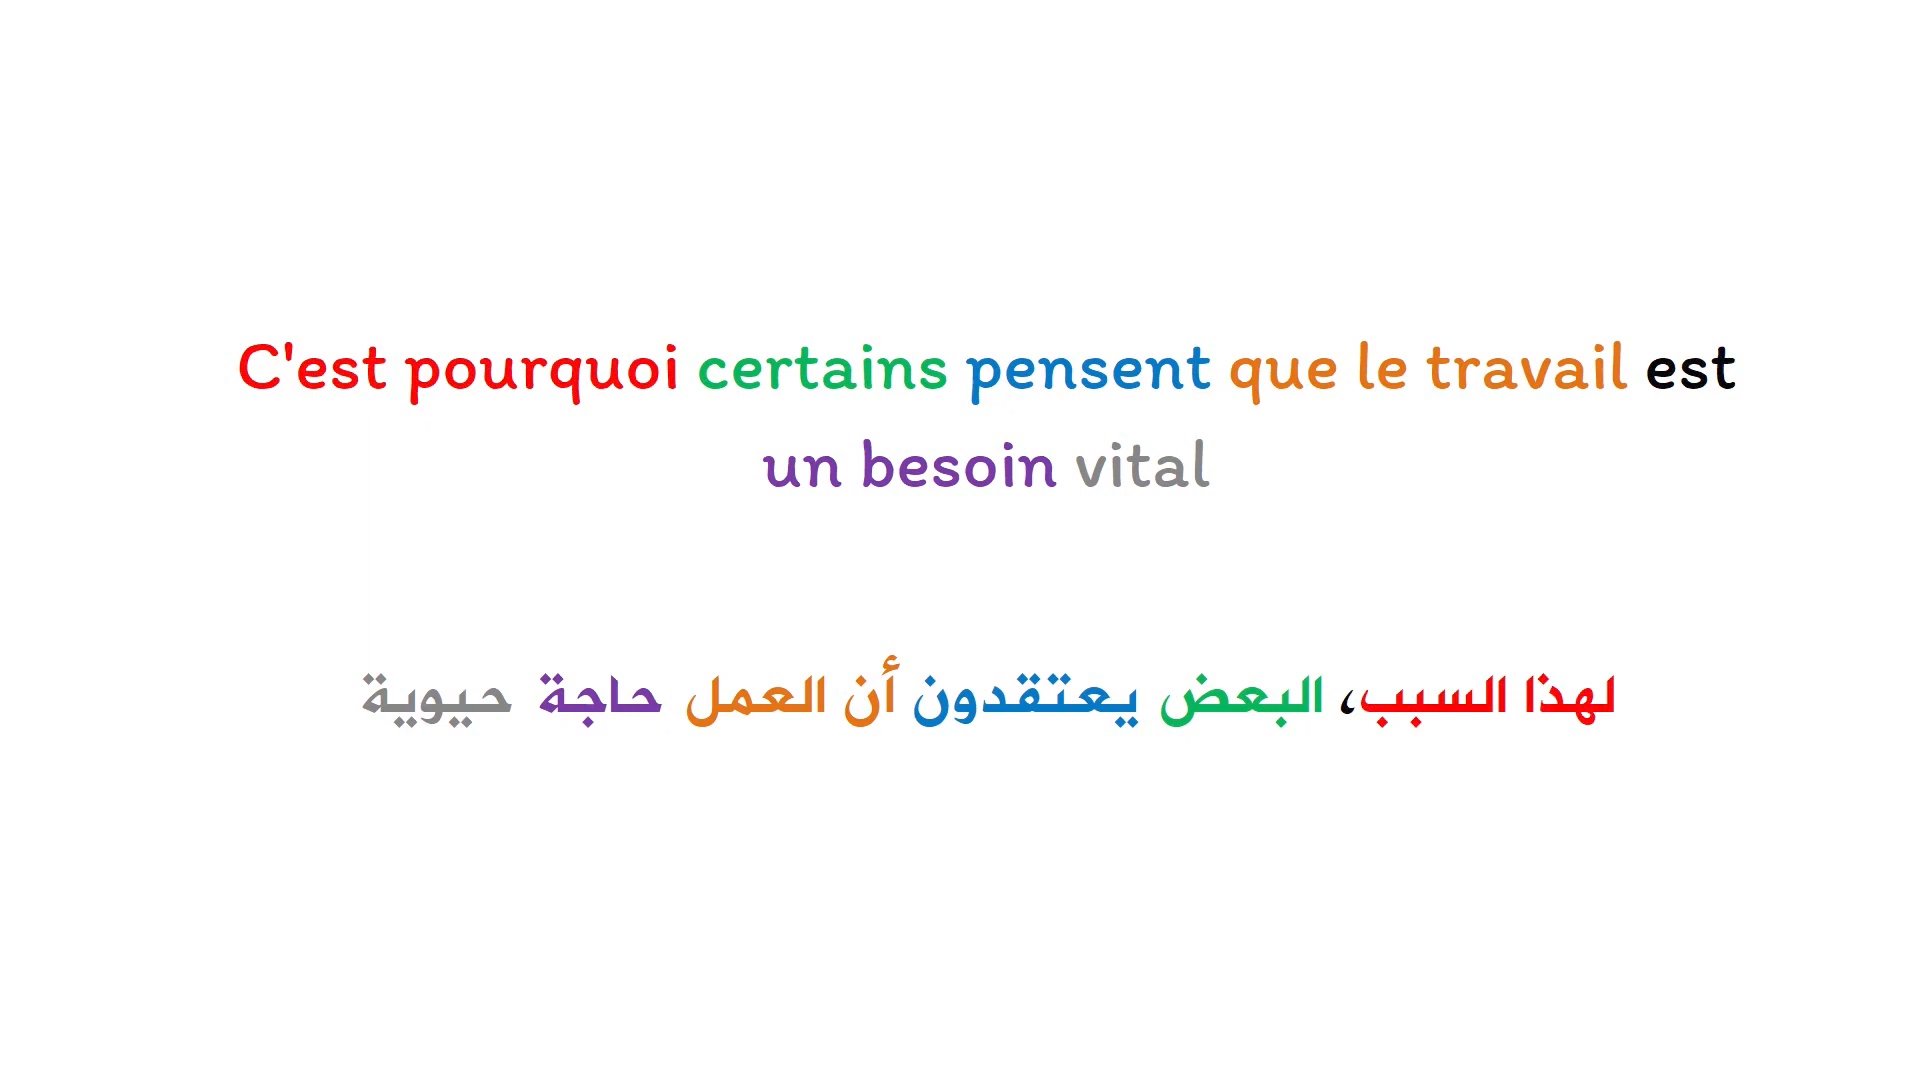 C'est pourquoi certains pensent que le travail est
un besoin vital
لهذا السبب، البعض يعتقدون أن العمل حاجة حيوية